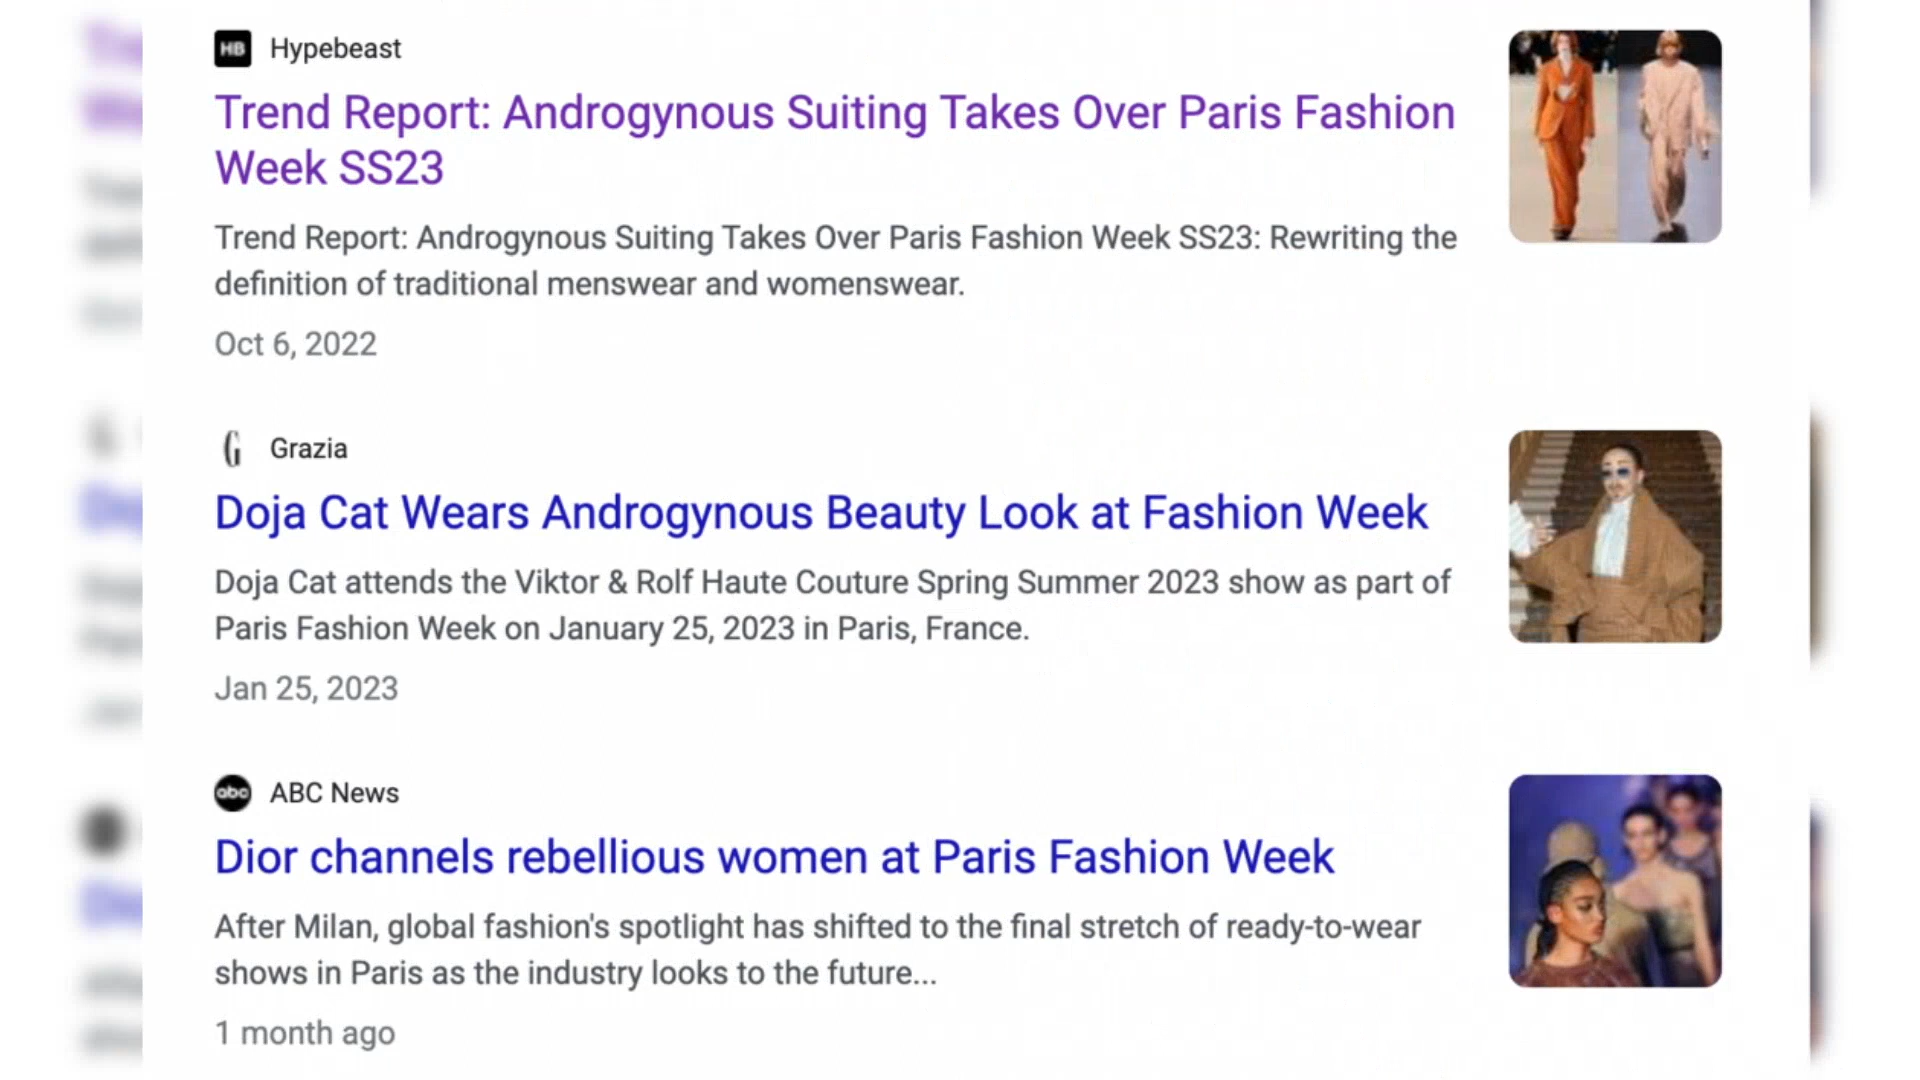 HB Hypebeast
Trend Report: Androgynous Suiting Takes Over Paris Fashion
Week SS23
Trend Report: Androgynous Suiting Takes Over Paris Fashion Week SS23: Rewriting the
definition of traditional menswear and womenswear.
Oct 6, 2022
G Grazia
Doja Cat Wears Androgynous Beauty Look at Fashion Week
Doja Cat attends the Viktor & Rolf Haute Couture Spring Summer 2023 show as part of
Paris Fashion Week on January 25, 2023 in Paris, France.
Jan 25, 2023
abc ABC News
Dior channels rebellious women at Paris Fashion Week
After Milan, global fashion's spotlight has shifted to the final stretch of ready-to-wear
shows in Paris as the industry looks to the future...
1 month ago